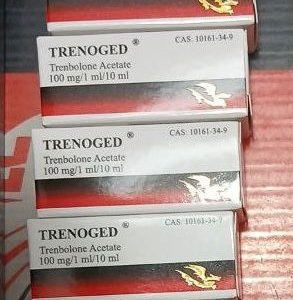 TRENOGED ®
CAS: 10161-34-9
Trenbolone Acetate
100 mg/1 ml/10 ml
TRENOGED ®
CAS: 10161-34-9
Trenbolone Acetate
100 mg/1 ml/10 ml
TRENOGED ®
CAS: 10161-34-9
Trenbolone Acetate
100 mg/1 ml/10 ml